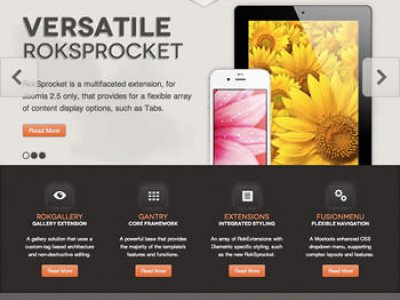 VERSATILE
ROKSPROCKET
RokSprocket is a multifaceted extension, for
Joomla 2.5 only, that provides for a flexible array
of content display options, such as Tabs.
Read More
ROKGALLERY
GALLERY EXTENSION
A gallery solution that uses a
custom-tag based architecture
and non-destructive editing.
Read More
GANTRY
CORE FRAMEWORK
A powerful base that provides
the majority of the template's
features and functions.
Read More
EXTENSIONS
INTEGRATED STYLING
An array of RokExtensions with
Diametric specific styling, such
as the new RokSprocket.
Read More
FUSIONMENU
FLEXIBLE NAVIGATION
A Mootools enhanced CSS
dropdown menu, supporting
complex layouts and features.
Read More